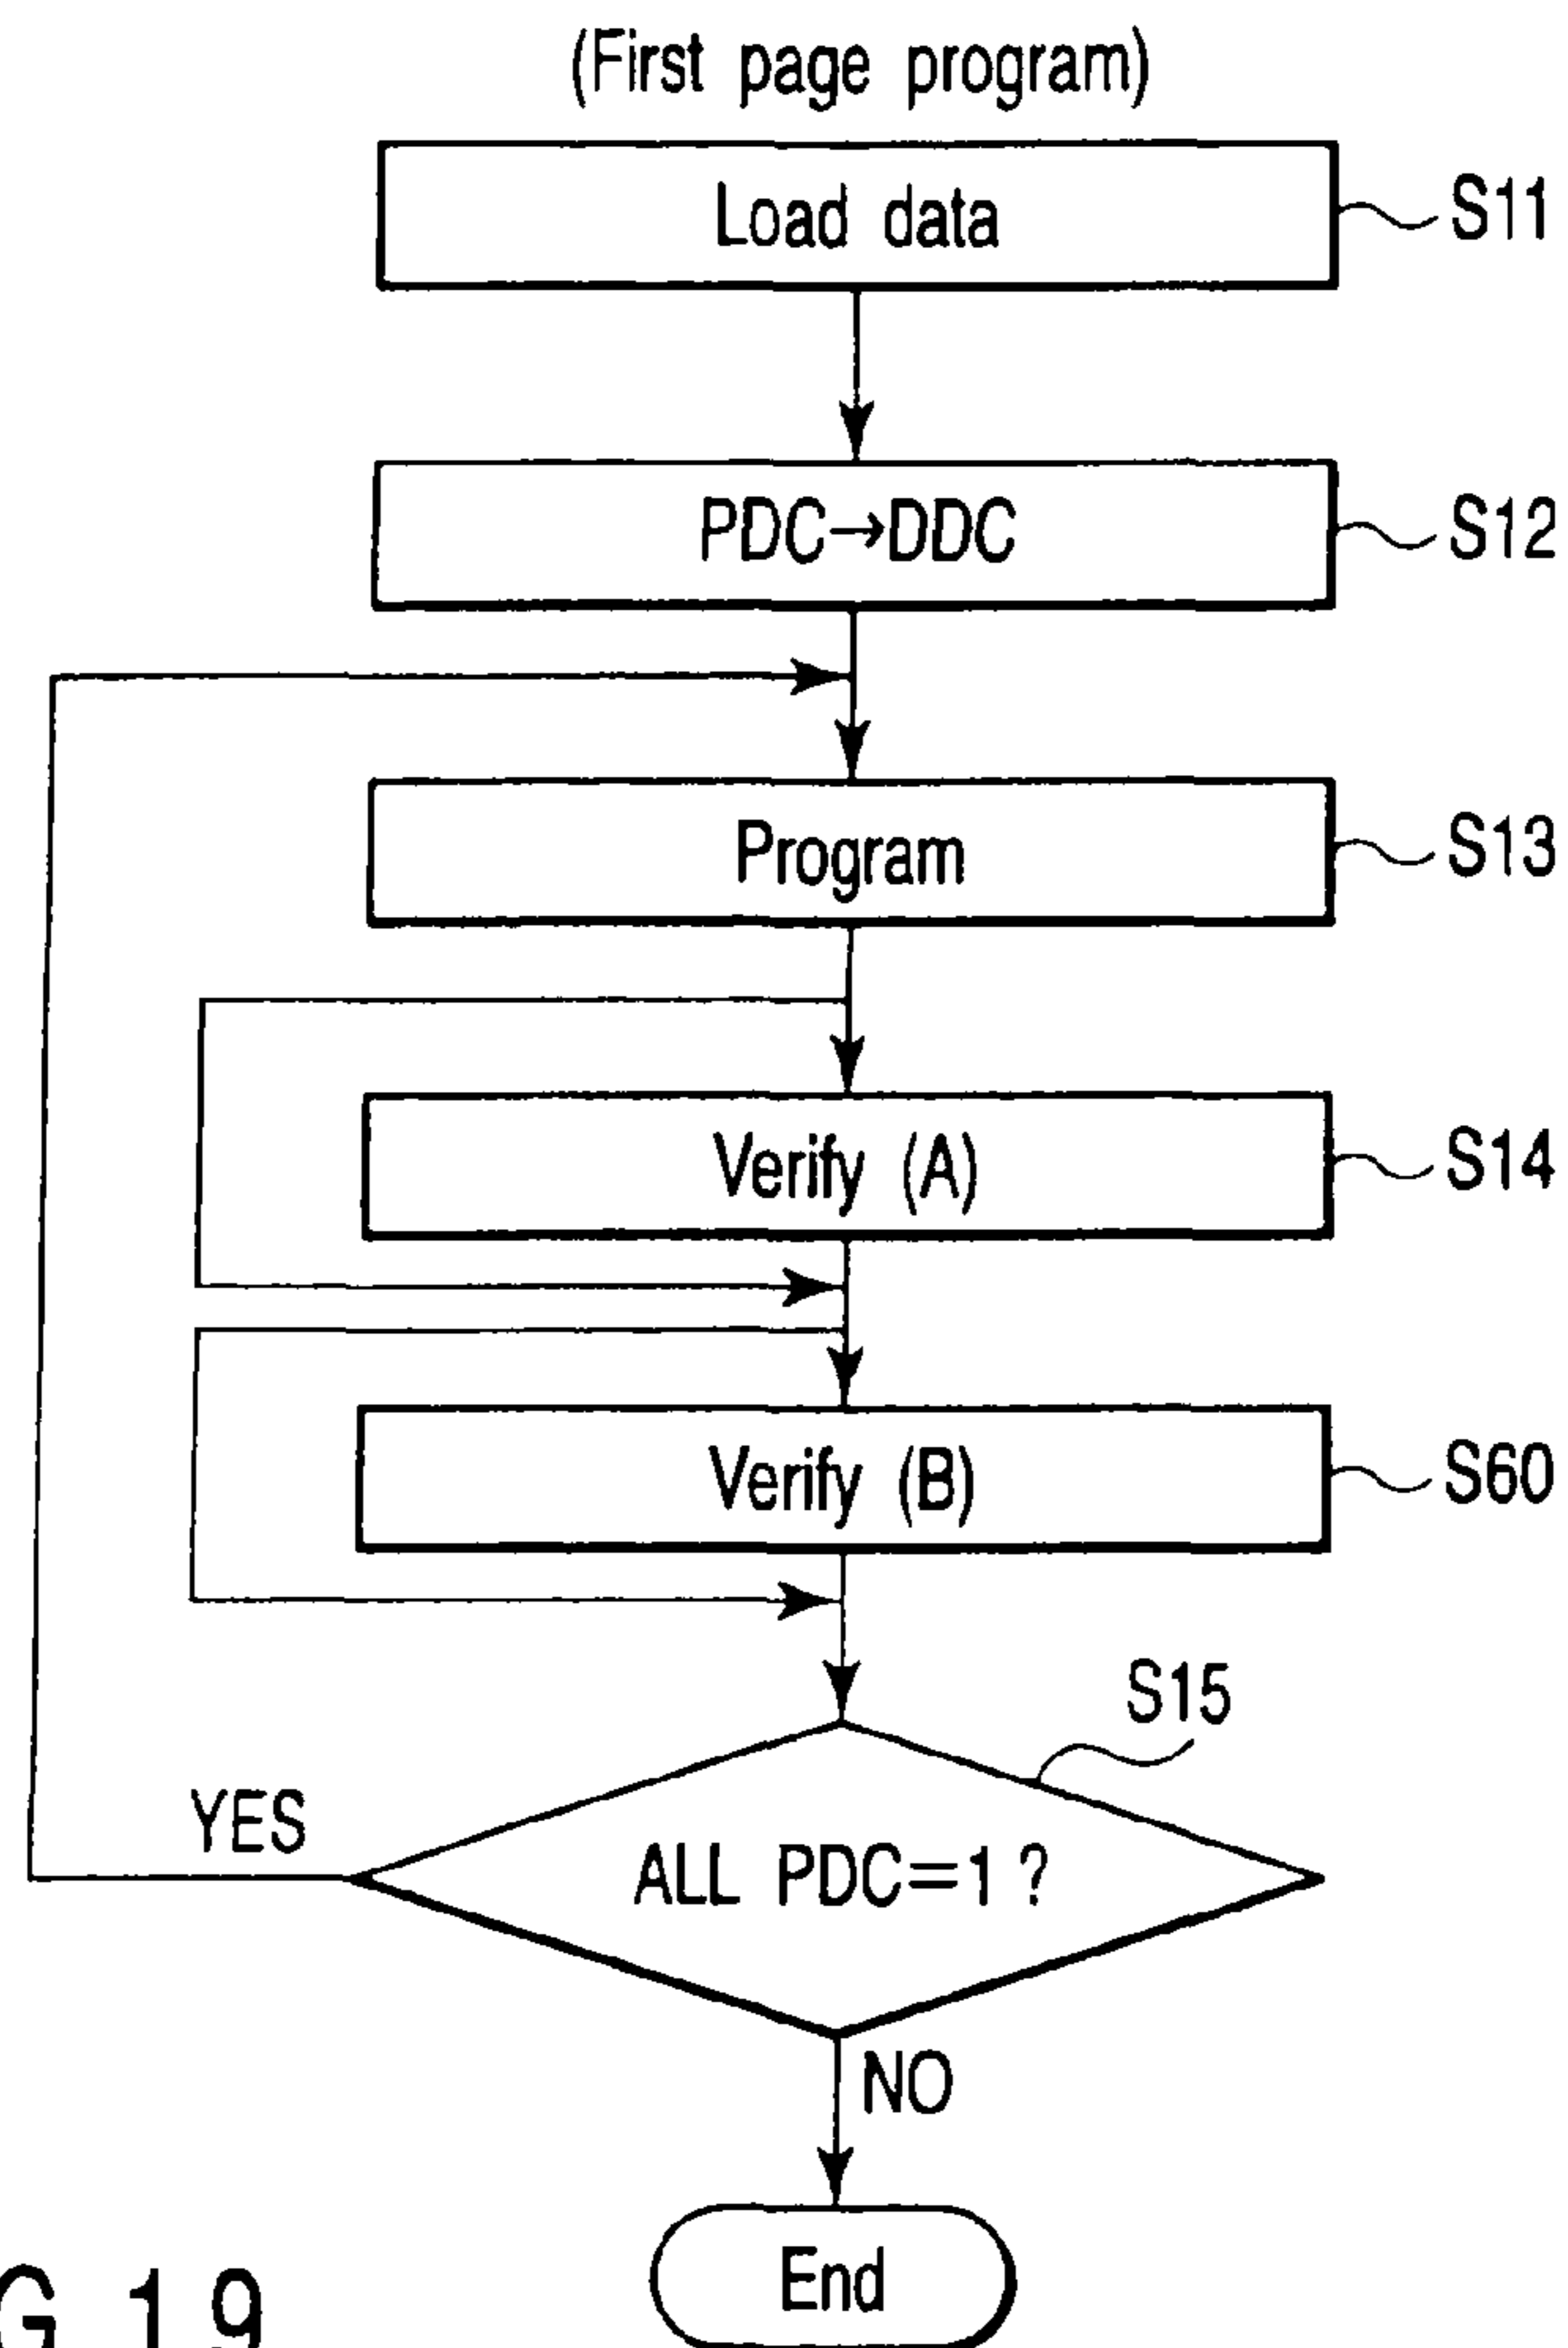 (First page program)
Load data
S11
PDC→DDC
S12
Program
S13
Verify (A)
S14
Verify (B)
S60
S15
YES
ALL PDC=1?
NO
End
G 19